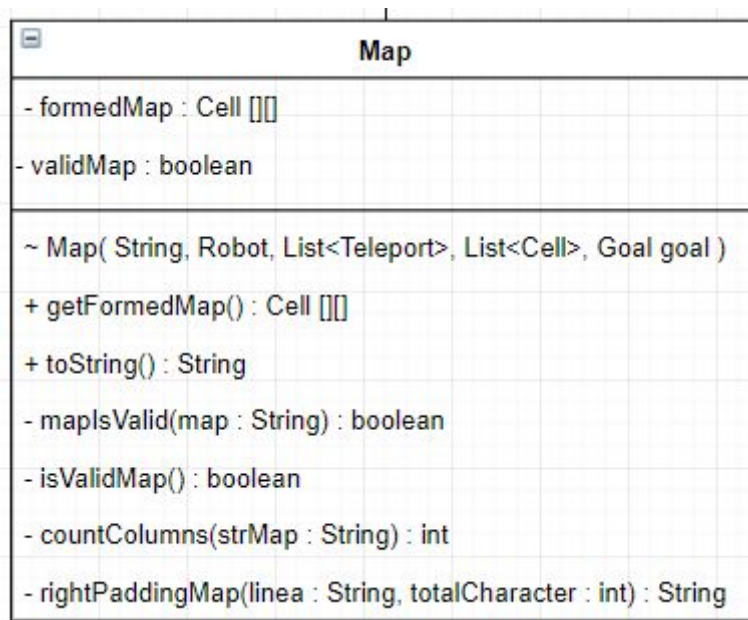 Map
- formedMap : Cell [][]
- validMap : boolean
~ Map( String, Robot, List<Teleport>, List<Cell>, Goal goal )
+ getFormedMap() : Cell [][]
+ toString() : String
- mapIsValid(map : String) : boolean
- isValidMap() : boolean
- countColumns(strMap : String) : int
- rightPaddingMap(linea : String, totalCharacter : int) : String